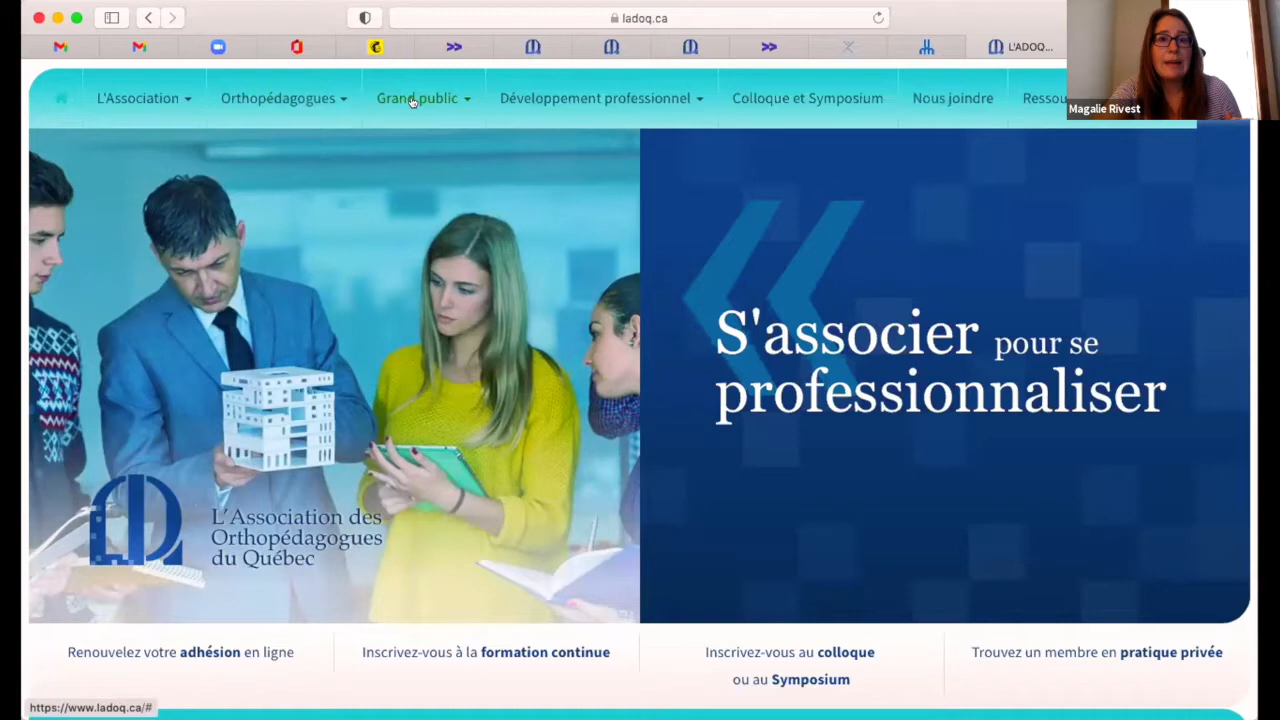 ladoq.ca
L'ADOQ...
L'Association
Orthopédagogues
Grand public
Développement professionnel
Colloque et Symposium
Nous joindre
Ressou
Magalie Rivest
S'associer pour se
professionnaliser
L'Association des
Orthopédagogues
du Québec
Renouvelez votre adhésion en ligne
Inscrivez-vous à la formation continue
Inscrivez-vous au colloque
ou au Symposium
Trouvez un membre en pratique privée
https://www.ladoq.ca/#